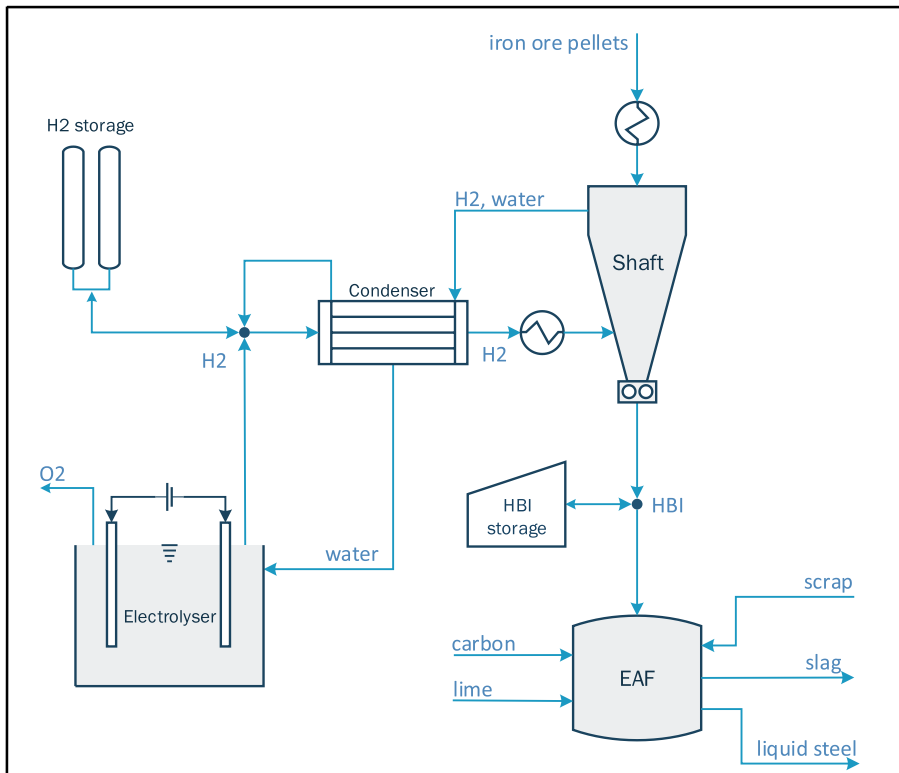 iron ore pellets
H2 storage
H2, water
Shaft
Condenser
H2
H2
O2
HBI
storage
HBI
water
Electrolyser
scrap
carbon
slag
EAF
lime
liquid steel